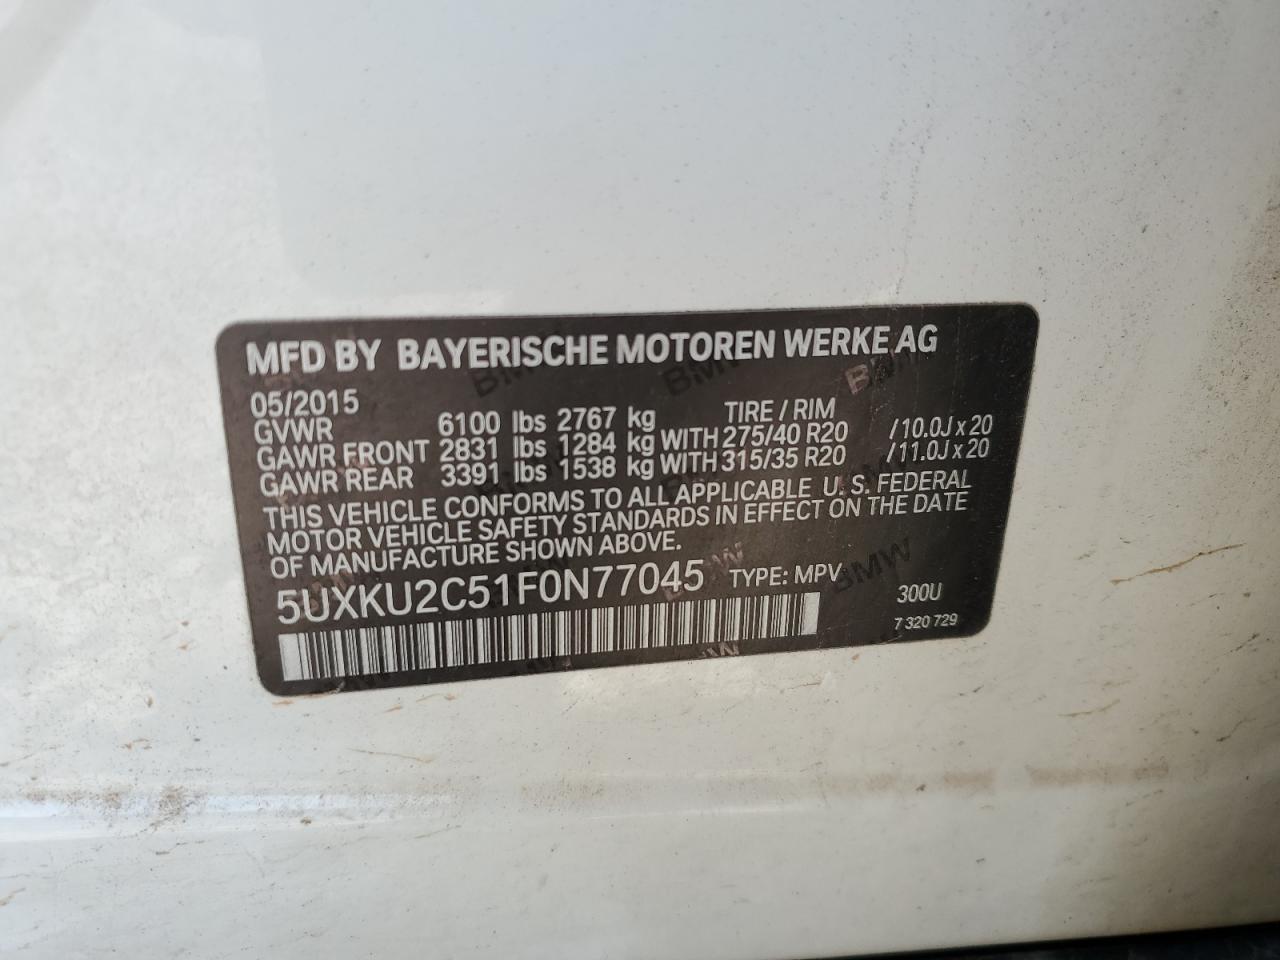 MFD BY BAYERISCHE MOTOREN WERKE AG
05/2015 TIRE / RIM
GVWR 6100 lbs 2767 kg
GAWR FRONT 2831 lbs 1284 kg WITH 275/40 R20 /10.0J x 20
GAWR REAR 3391 lbs 1538 kg WITH 315/35 R20 /11.0J x 20
THIS VEHICLE CONFORMS TO ALL APPLICABLE U. S. FEDERAL
MOTOR VEHICLE SAFETY STANDARDS IN EFFECT ON THE DATE
OF MANUFACTURE SHOWN ABOVE.
5UXKU2C51F0N77045 TYPE: MPV
300U
7 320 729